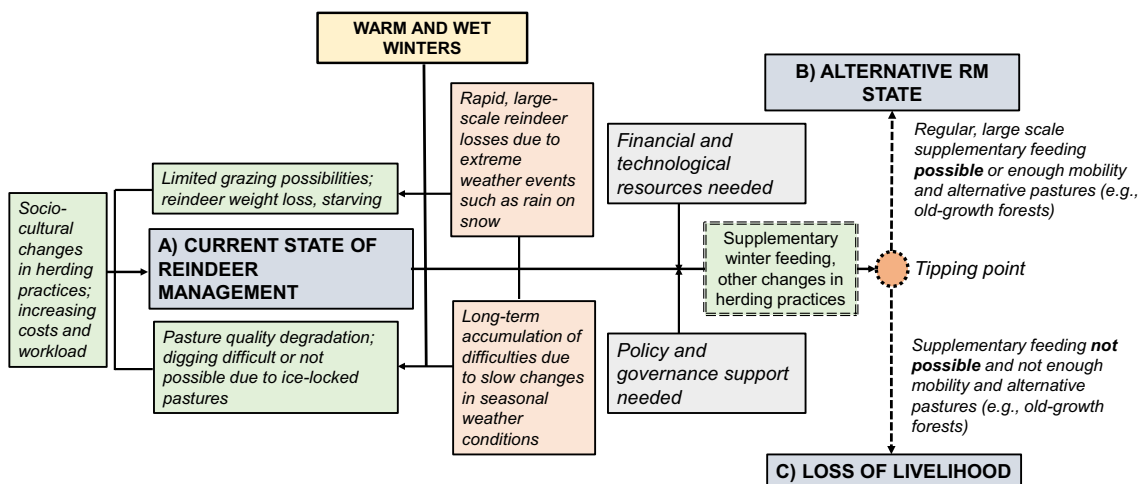 WARM AND WET
WINTERS
Socio-
cultural
changes
in herding
practices;
increasing
costs and
workload
Limited grazing possibilities;
reindeer weight loss, starving
A) CURRENT STATE OF
REINDEER
MANAGEMENT
Pasture quality degradation;
digging difficult or not
possible due to ice-locked
pastures
Rapid, large-
scale reindeer
losses due to
extreme
weather events
such as rain on
snow
Long-term
accumulation of
difficulties due
to slow changes
in seasonal
weather
conditions
Financial and
technological
resources needed
Policy and
governance support
needed
Supplementary
winter feeding,
other changes in
herding practices
B) ALTERNATIVE RM
STATE
Regular, large scale
supplementary feeding
possible or enough mobility
and alternative pastures (e.g.,
old-growth forests)
Tipping point
Supplementary feeding not
possible and not enough
mobility and alternative
pastures (e.g., old-growth
forests)
C) LOSS OF LIVELIHOOD